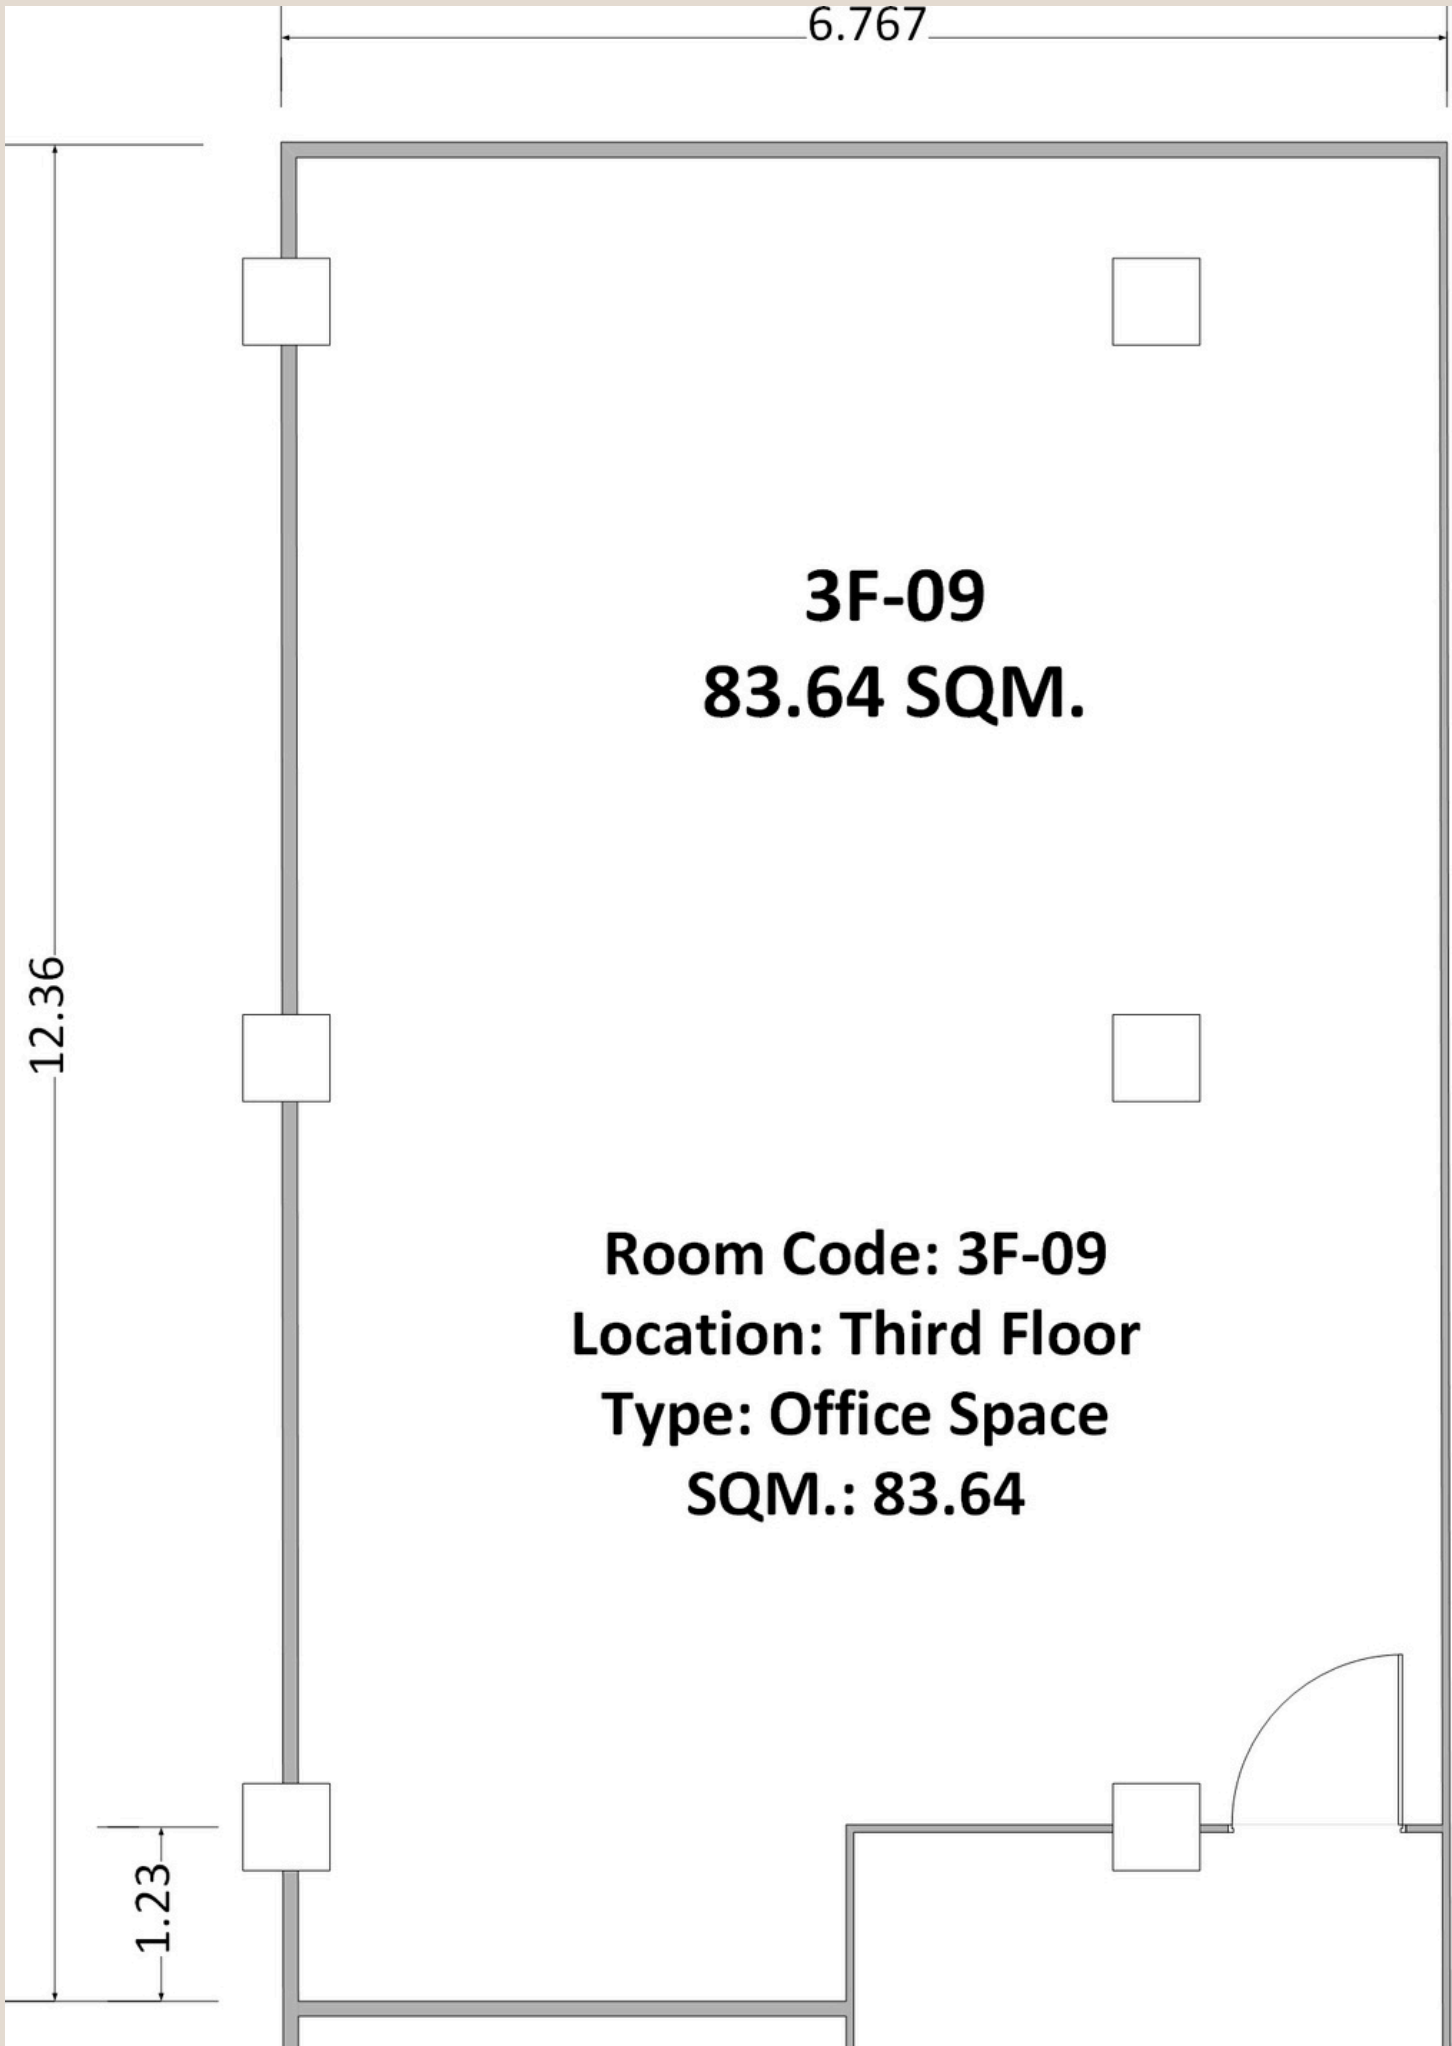 6.767
3F-09
83.64 SQM.
12.36
Room Code: 3F-09
Location: Third Floor
Type: Office Space
SQM.: 83.64
1.23